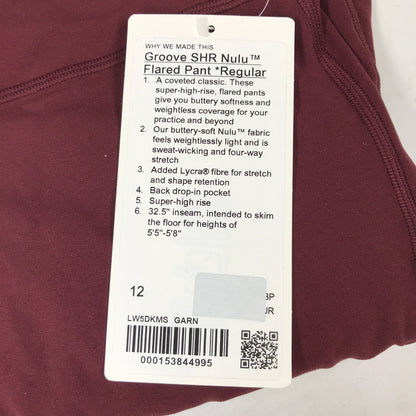 WHY WE MADE THIS
Groove SHR Nulu™
Flared Pant *Regular
1. A coveted classic. These
super-high-rise, flared pants
give you buttery softness and
weightless coverage for your
practice and beyond
2. Our buttery-soft Nulu™ fabric
feels weightlessly light and is
sweat-wicking and four-way
stretch
3. Added Lycra® fibre for stretch
and shape retention
4. Back drop-in pocket
5. Super-high rise
6. 32.5" inseam, intended to skim
the floor for heights of
5'5"-5'8"
12
LW5DKMS GARN
000153844995